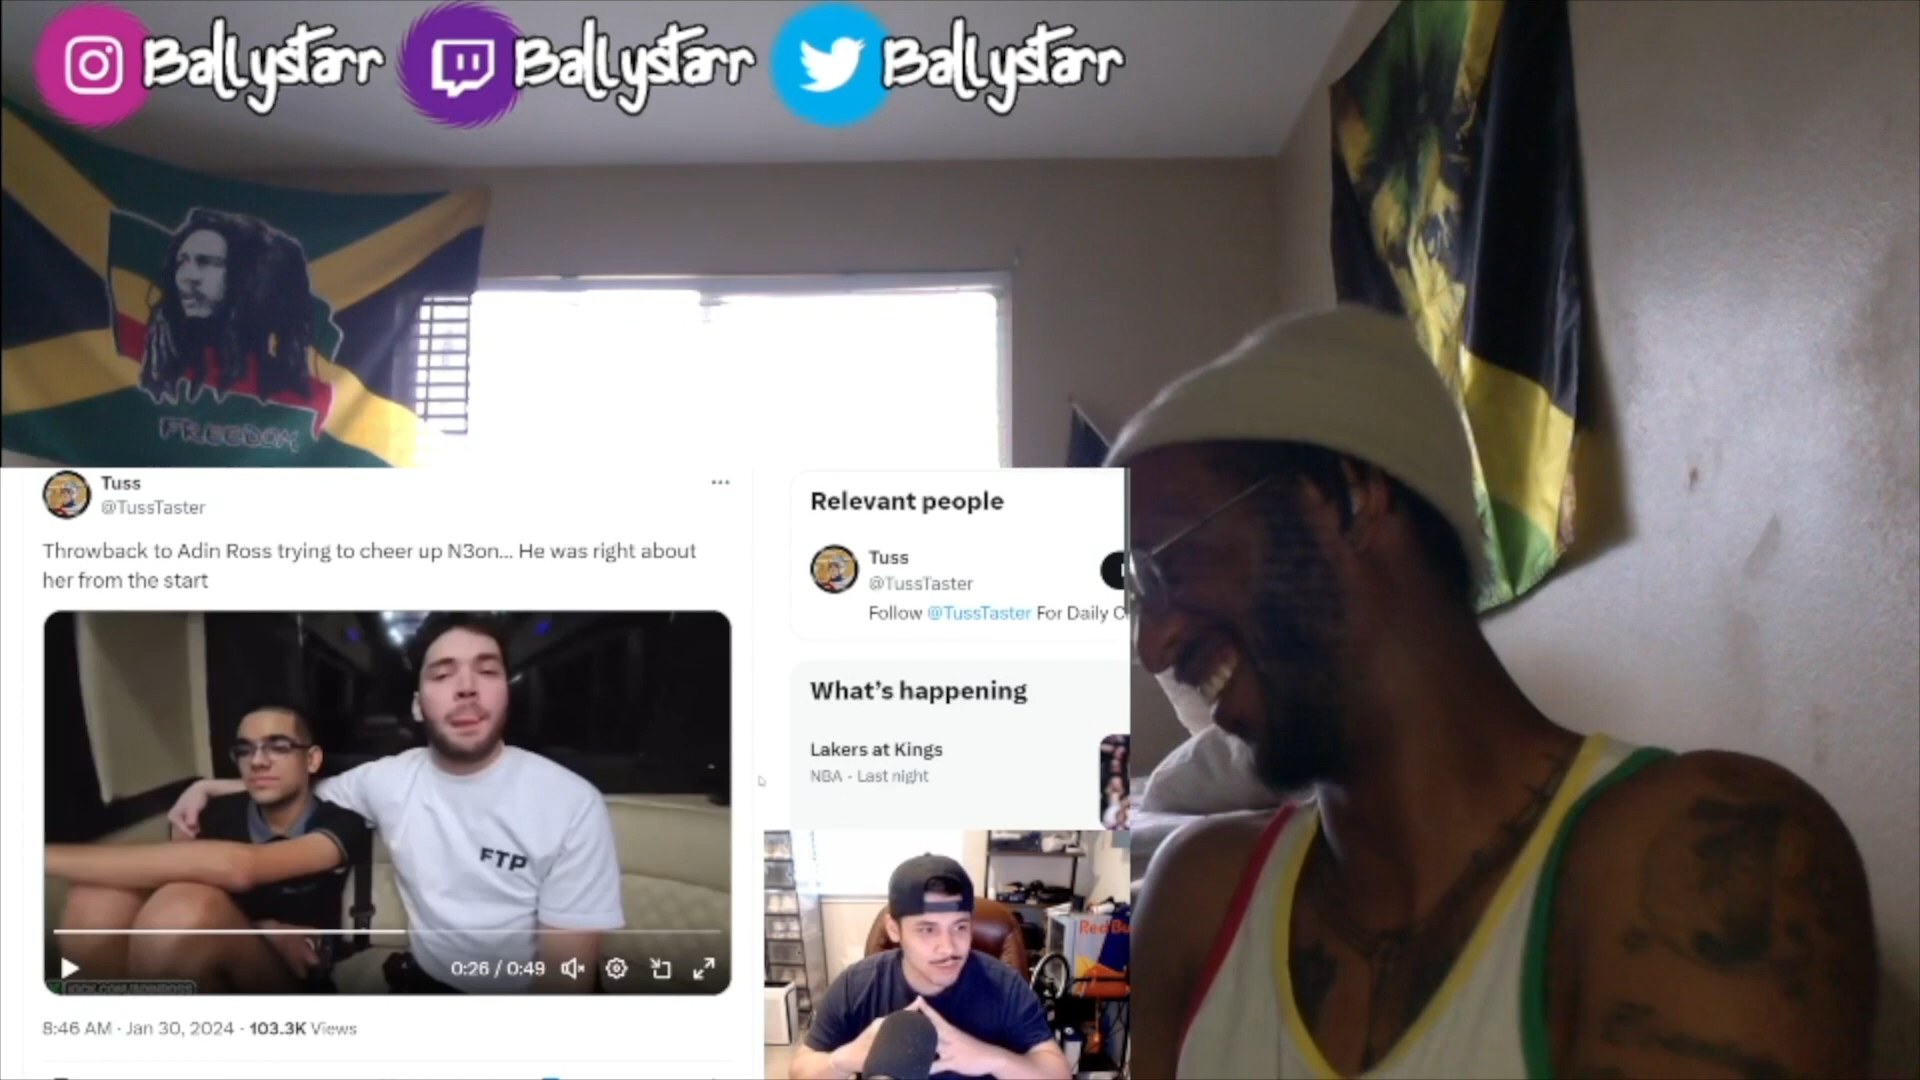 Ballystarr Ballystarr Ballystarr
FREEDOM
Tuss
@TussTaster
Throwback to Adin Ross trying to cheer up N3on... He was right about
her from the start
FTP
0:26 / 0:49
8:46 AM · Jan 30, 2024 · 103.3K Views
Relevant people
Tuss
@TussTaster
Follow @TussTaster For Daily
What's happening
Lakers at Kings
NBA · Last night
Red